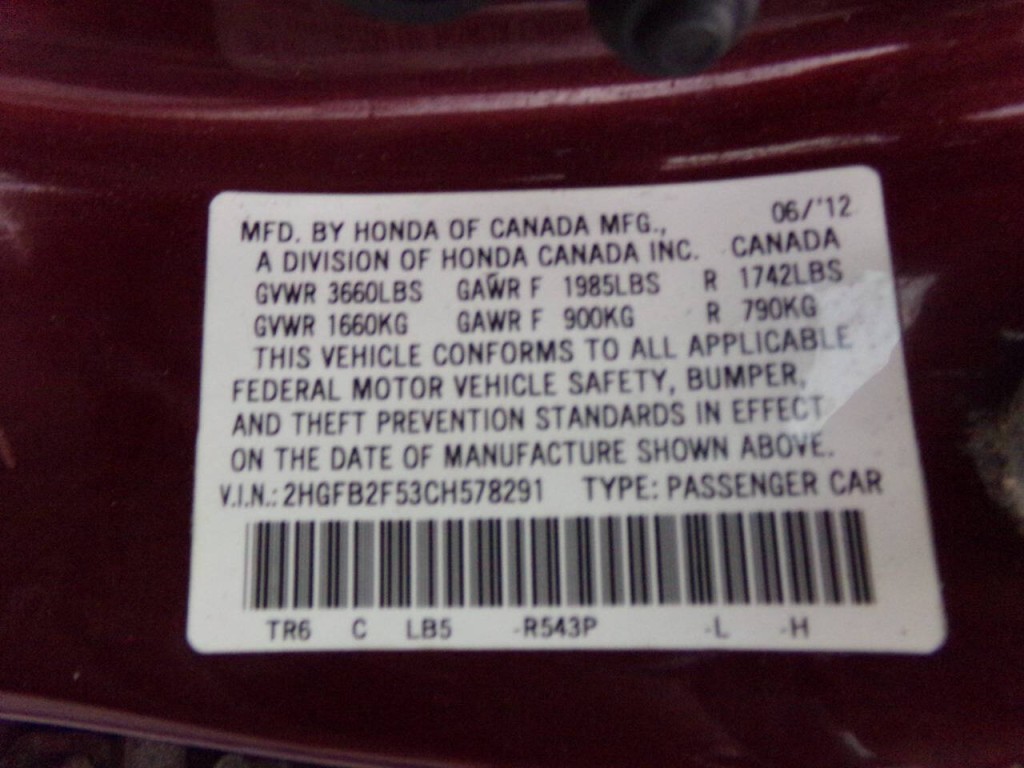 06/'12
MFD. BY HONDA OF CANADA MFG.,
A DIVISION OF HONDA CANADA INC. CANADA
GVWR 3660LBS GAWR F 1985LBS R 1742LBS
GVWR 1660KG GAWR F 900KG R 790KG
THIS VEHICLE CONFORMS TO ALL APPLICABLE
FEDERAL MOTOR VEHICLE SAFETY, BUMPER,
AND THEFT PREVENTION STANDARDS IN EFFECT
ON THE DATE OF MANUFACTURE SHOWN ABOVE.
V.I.N.: 2HGFB2F53CH578291 TYPE: PASSENGER CAR
TR6 C LB5 -R543P -L -H